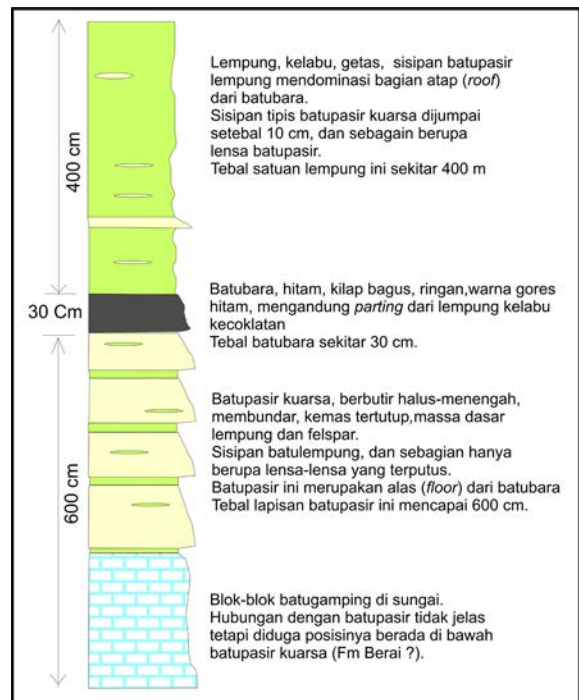 Lempung, kelabu, getas, sisipan batupasir
lempung mendominasi bagian atap (roof)
dari batubara.
Sisipan tipis batupasir kuarsa dijumpai
setebal 10 cm, dan sebagain berupa
lensa batupasir.
Tebal satuan lempung ini sekitar 400 m
400 cm
Batubara, hitam, kilap bagus, ringan,warna gores
hitam, mengandung parting dari lempung kelabu
kecoklatan
Tebal batubara sekitar 30 cm.
30 Cm
Batupasir kuarsa, berbutir halus-menengah,
membundar, kemas tertutup,massa dasar
lempung dan felspar.
Sisipan batulempung, dan sebagian hanya
berupa lensa-lensa yang terputus.
Batupasir ini merupakan alas (floor) dari batubara
Tebal lapisan batupasir ini mencapai 600 cm.
600 cm
Blok-blok batugamping di sungai.
Hubungan dengan batupasir tidak jelas
tetapi diduga posisinya berada di bawah
batupasir kuarsa (Fm Berai ?).